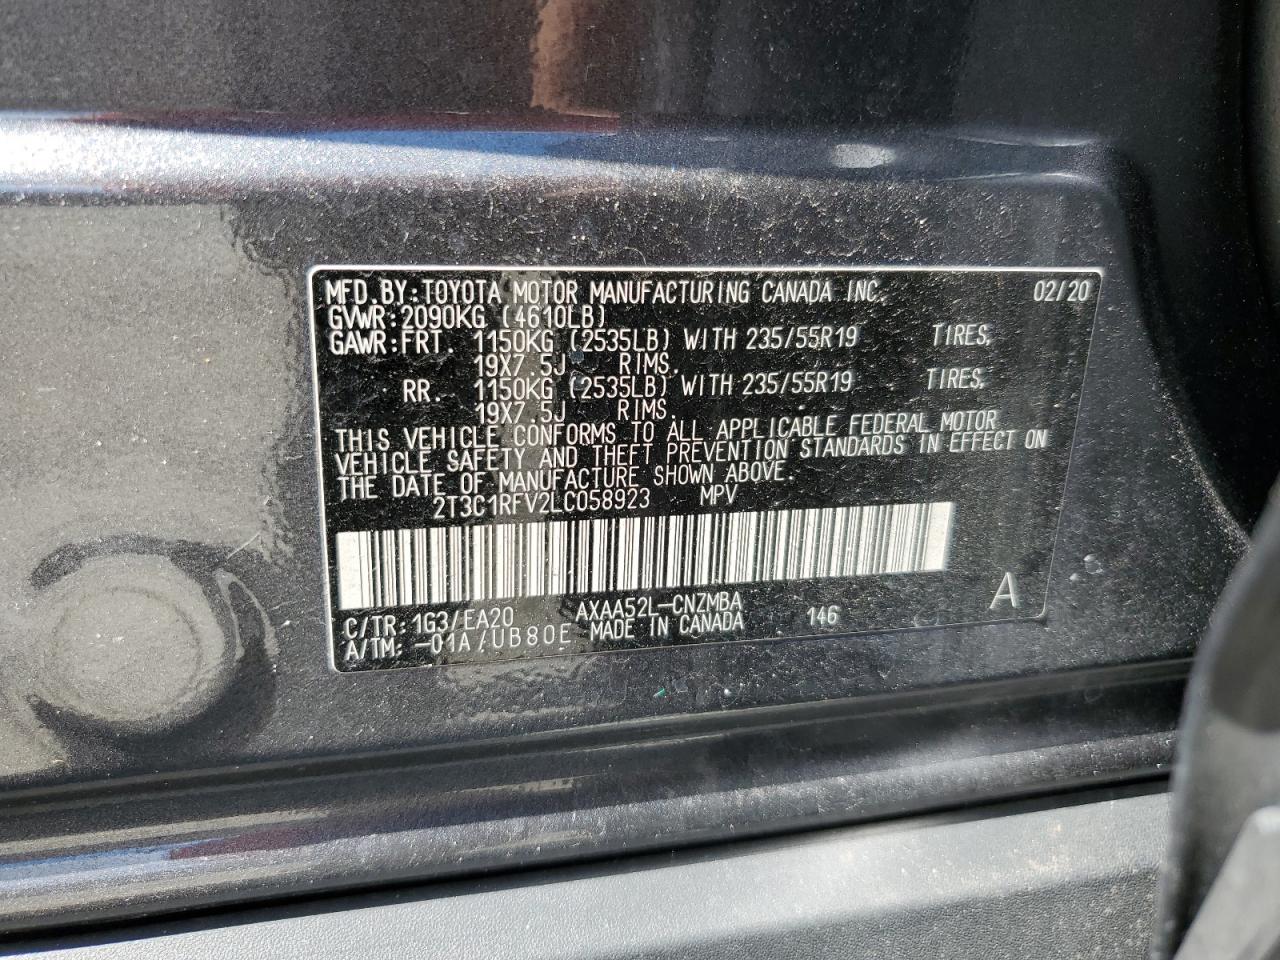 MFD.BY:TOYOTA MOTOR MANUFACTURING CANADA INC. 02/20
GVWR:2090KG (4610LB)
GAWR:FRT. 1150KG (2535LB) WITH 235/55R19 TIRES,
19X7.5J RIMS.
RR. 1150KG (2535LB) WITH 235/55R19 TIRES,
19X7.5J RIMS.
THIS VEHICLE CONFORMS TO ALL APPLICABLE FEDERAL MOTOR
VEHICLE SAFETY AND THEFT PREVENTION STANDARDS IN EFFECT ON
THE DATE OF MANUFACTURE SHOWN ABOVE.
2T3C1RFV2LC058923 MPV
C/TR:1G3/EA20 AXAA52L-CNZMBA 146 A
A/TM:-01A/UB80E MADE IN CANADA